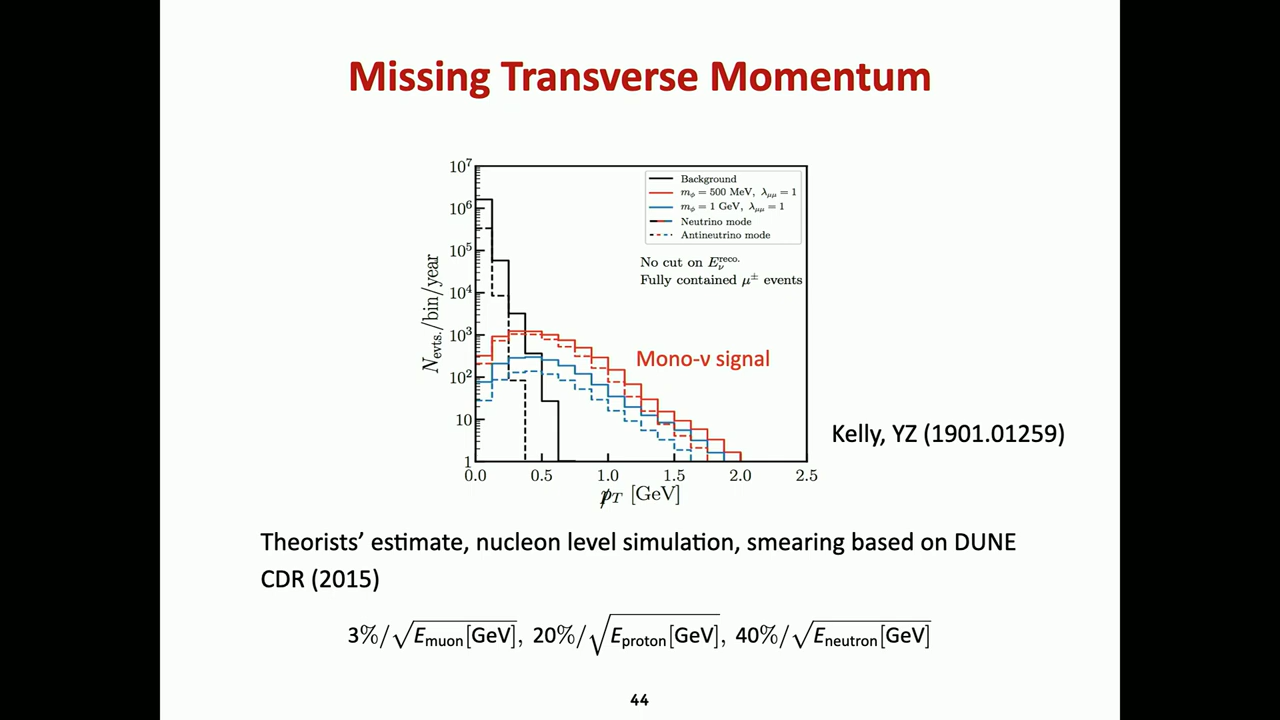 Missing Transverse Momentum
10⁷
10⁶
10⁵
10⁴
10³
10²
10
1
N_evts./bin/year
Background
m_ϕ = 500 MeV, λ_μμ = 1
m_ϕ = 1 GeV, λ_μμ = 1
Neutrino mode
Antineutrino mode
No cut on E_ν^reco.
Fully contained μ^± events
Mono-ν signal
0.0 0.5 1.0 1.5 2.0 2.5
p̸_T [GeV]
Kelly, YZ (1901.01259)
Theorists’ estimate, nucleon level simulation, smearing based on DUNE
CDR (2015)
3%/√E_muon[GeV], 20%/√E_proton[GeV], 40%/√E_neutron[GeV]
44